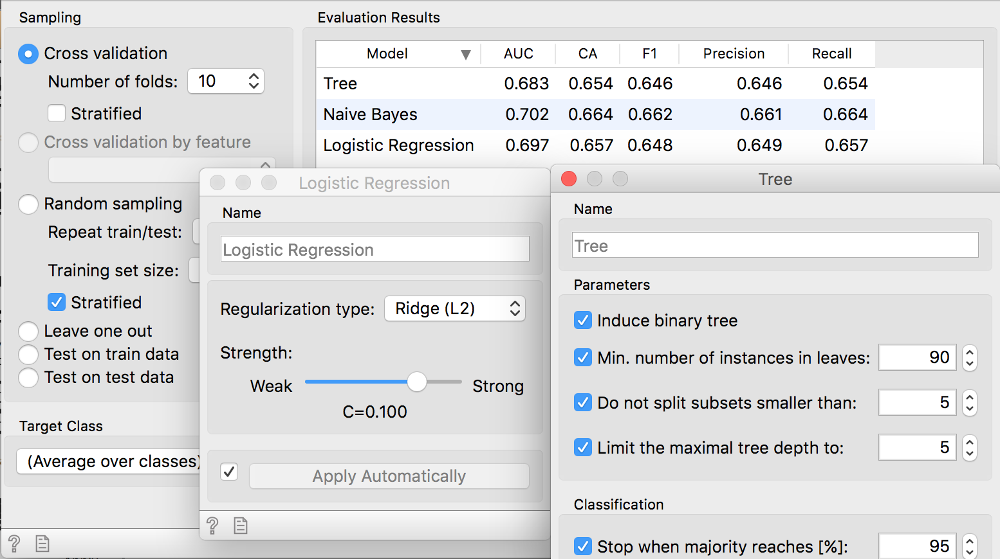 Sampling
Cross validation
Number of folds: 10
Stratified
Cross validation by feature
Random sampling
Repeat train/test:
Training set size:
Stratified
Leave one out
Test on train data
Test on test data
Target Class
(Average over classes)
Evaluation Results
Model AUC CA F1 Precision Recall
Tree 0.683 0.654 0.646 0.646 0.654
Naive Bayes 0.702 0.664 0.662 0.661 0.664
Logistic Regression 0.697 0.657 0.648 0.649 0.657
Logistic Regression
Name
Logistic Regression
Regularization type: Ridge (L2)
Strength:
Weak Strong
C=0.100
Apply Automatically
Tree
Name
Tree
Parameters
Induce binary tree
Min. number of instances in leaves: 90
Do not split subsets smaller than: 5
Limit the maximal tree depth to: 5
Classification
Stop when majority reaches [%]: 95